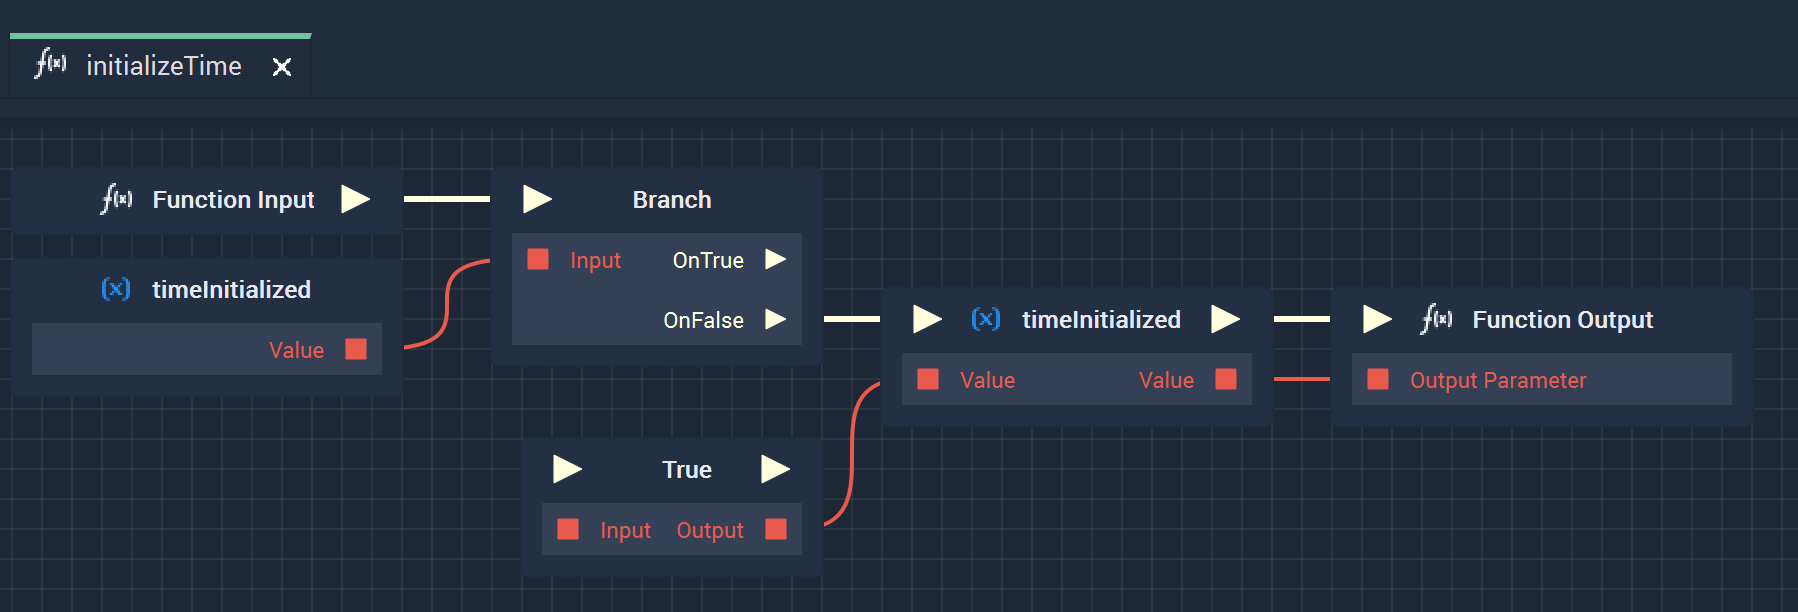 f(x) initializeTime
f(x) Function Input
Branch
(x) timeInitialized
Value
Input OnTrue
OnFalse
True
Input Output
(x) timeInitialized
Value Value
f(x) Function Output
Output Parameter